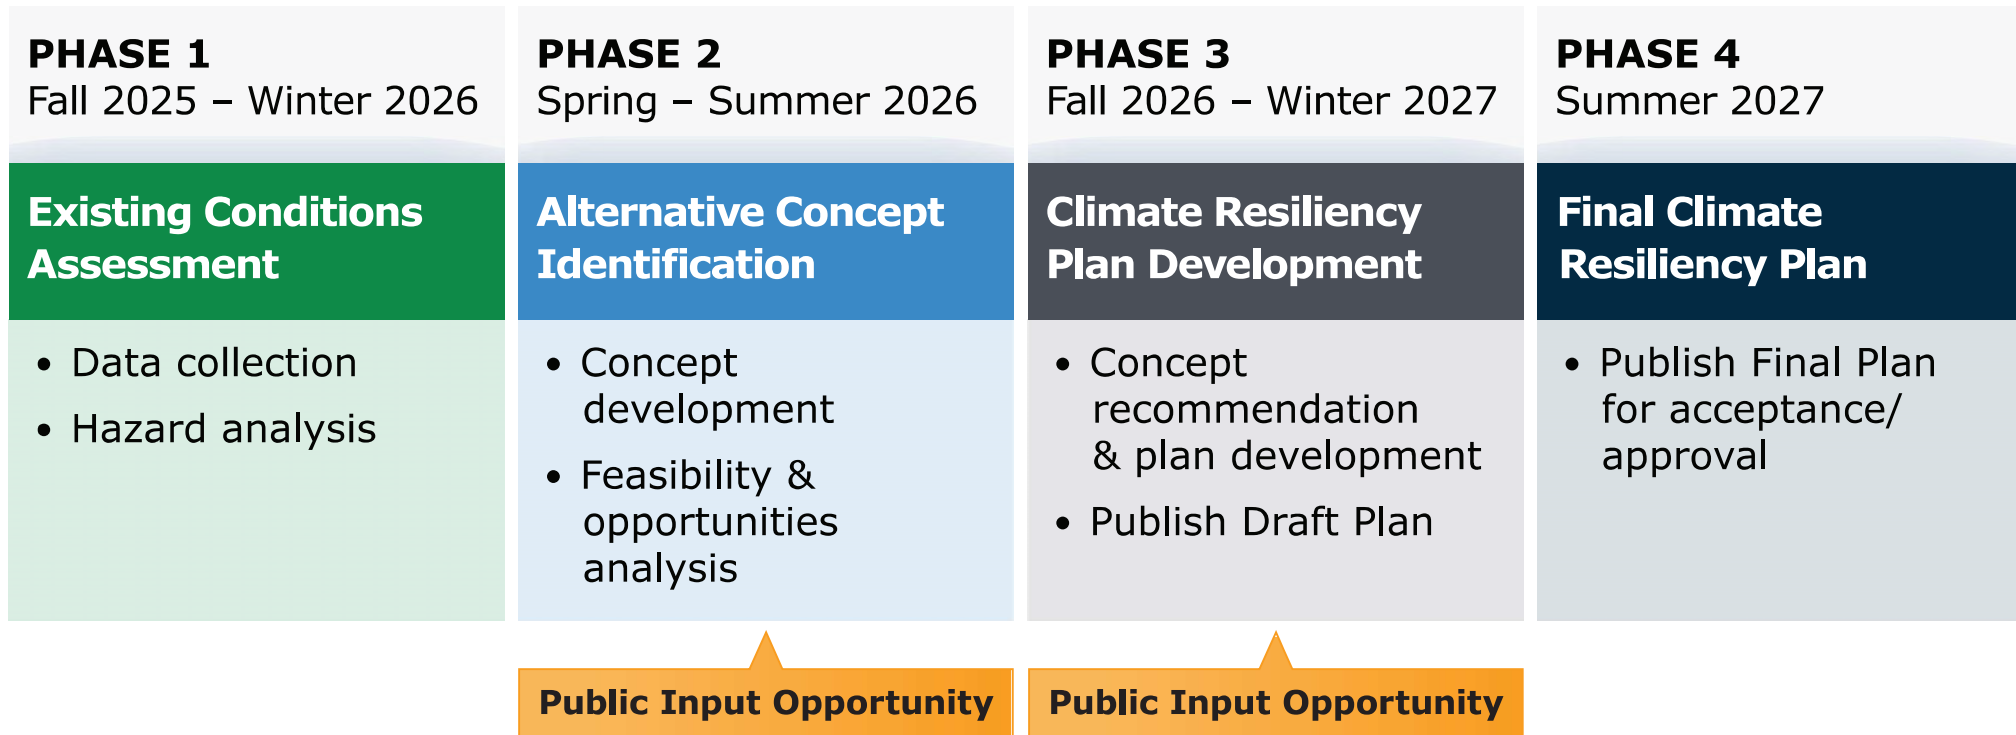 PHASE 1
Fall 2025 – Winter 2026
Existing Conditions
Assessment
• Data collection
• Hazard analysis
PHASE 2
Spring – Summer 2026
Alternative Concept
Identification
• Concept
development
• Feasibility &
opportunities
analysis
Public Input Opportunity
PHASE 3
Fall 2026 – Winter 2027
Climate Resiliency
Plan Development
• Concept
recommendation
& plan development
• Publish Draft Plan
Public Input Opportunity
PHASE 4
Summer 2027
Final Climate
Resiliency Plan
• Publish Final Plan
for acceptance/
approval